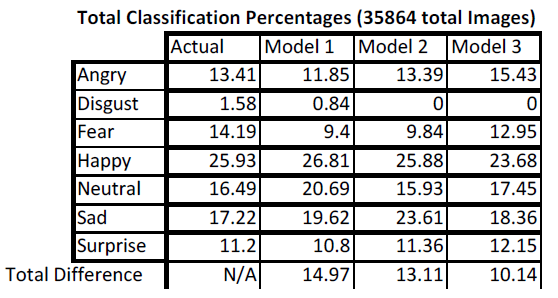 Total Classification Percentages (35864 total Images)
Actual Model 1 Model 2 Model 3
Angry 13.41 11.85 13.39 15.43
Disgust 1.58 0.84 0 0
Fear 14.19 9.4 9.84 12.95
Happy 25.93 26.81 25.88 23.68
Neutral 16.49 20.69 15.93 17.45
Sad 17.22 19.62 23.61 18.36
Surprise 11.2 10.8 11.36 12.15
Total Difference N/A 14.97 13.11 10.14